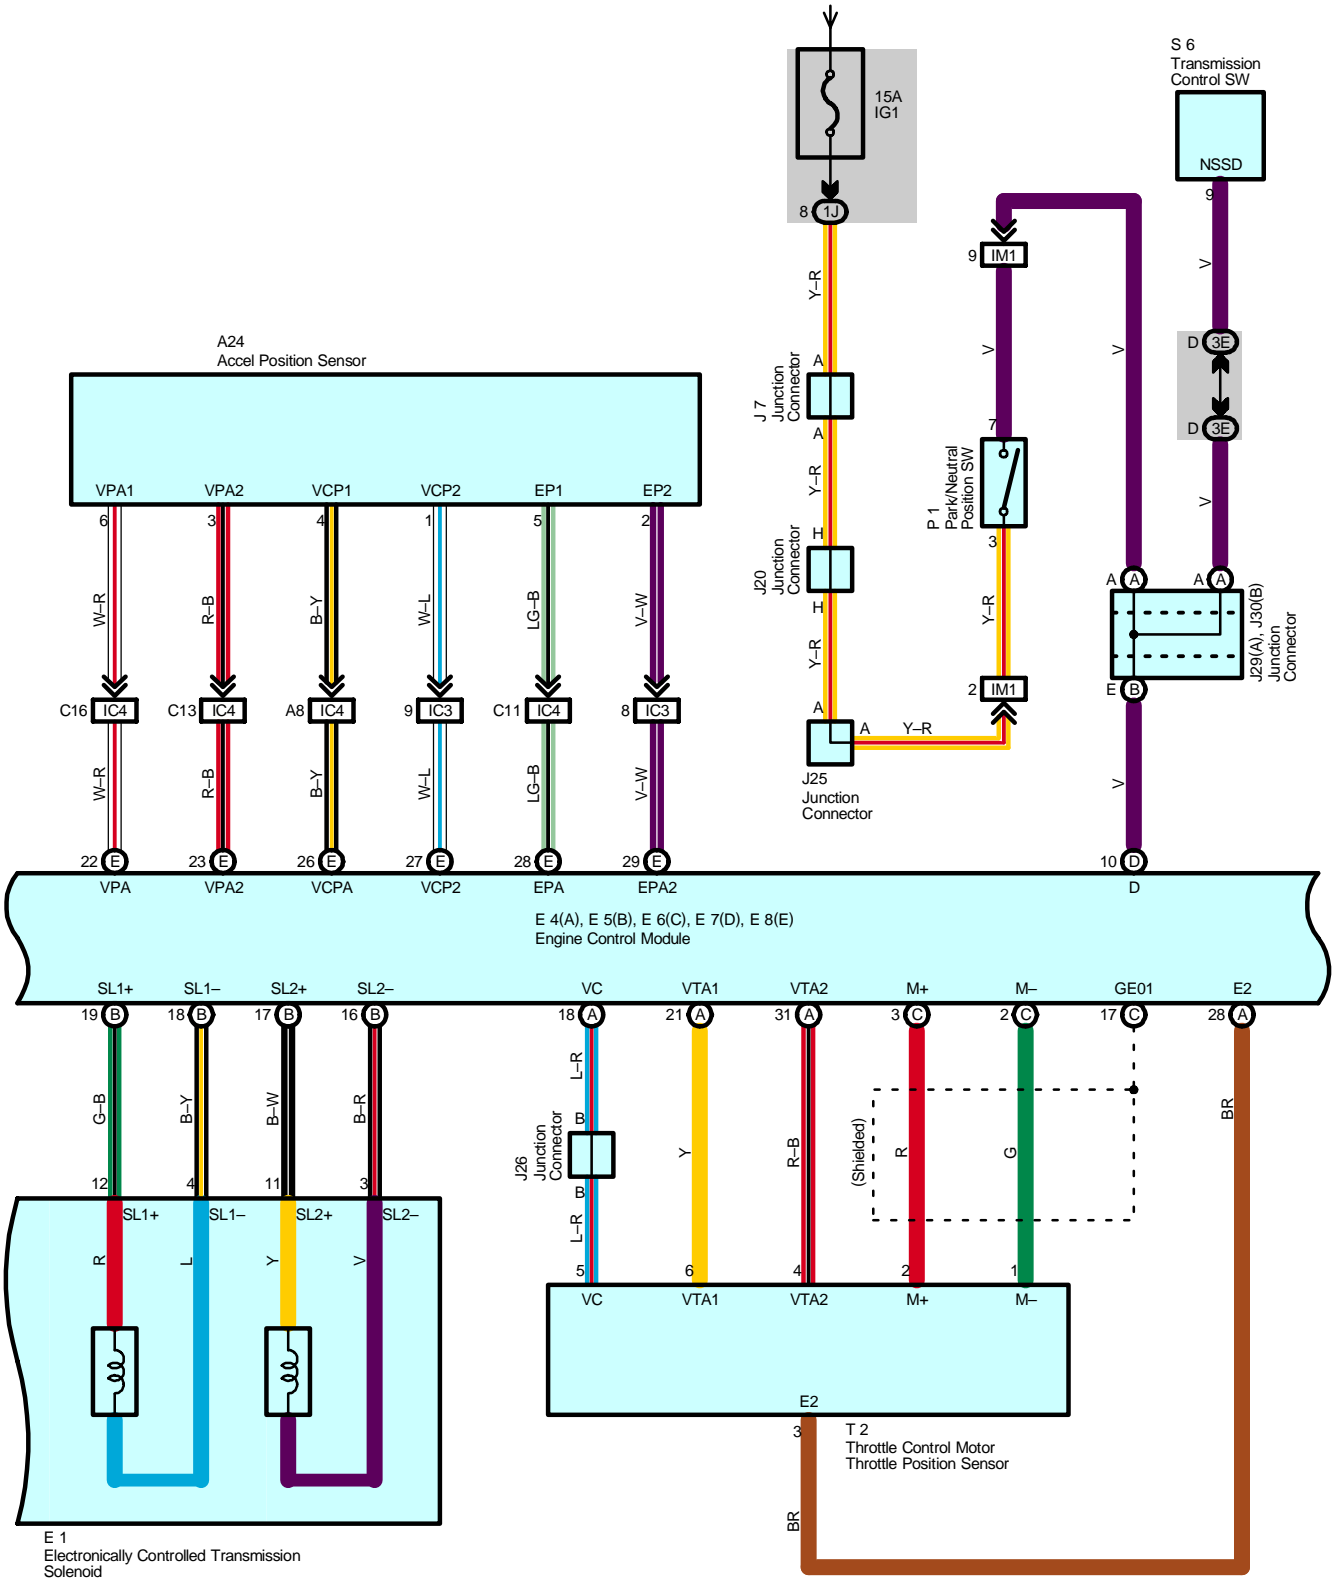 S 6
Transmission
Control SW
NSSD
9
V
D 3E
D 3E
V
15A
IG1
8 1J
Y–R
A
J 7
Junction
Connector
A
Y–R
H
J20
Junction
Connector
H
Y–R
A
A Y–R
J25
Junction
Connector
9 IM1
V
V
7
P 1
Park/Neutral
Position SW
3
Y–R
2 IM1
A A
A A
J29(A), J30(B)
Junction
Connector
E B
V
A24
Accel Position Sensor
VPA1 VPA2 VCP1 VCP2 EP1 EP2
6 3 4 1 5 2
W–R R–B B–Y W–L LG–B V–W
C16 IC4 C13 IC4 A8 IC4 9 IC3 C11 IC4 8 IC3
W–R R–B B–Y W–L LG–B V–W
22 E 23 E 26 E 27 E 28 E 29 E 10 D
VPA VPA2 VCPA VCP2 EPA EPA2 D
E 4(A), E 5(B), E 6(C), E 7(D), E 8(E)
Engine Control Module
SL1+ SL1– SL2+ SL2– VC VTA1 VTA2 M+ M– GE01 E2
19 B 18 B 17 B 16 B 18 A 21 A 31 A 3 C 2 C 17 C 28 A
G–B B–Y B–W B–R
12 4 11 3
SL1+ SL1– SL2+ SL2–
R L Y V
E 1
Electronically Controlled Transmission
Solenoid
L–R
B
J26
Junction
Connector
B
L–R
Y R–B R G BR
(Shielded)
5 6 4 2 1
VC VTA1 VTA2 M+ M–
E2
3
T 2
Throttle Control Motor
Throttle Position Sensor
BR